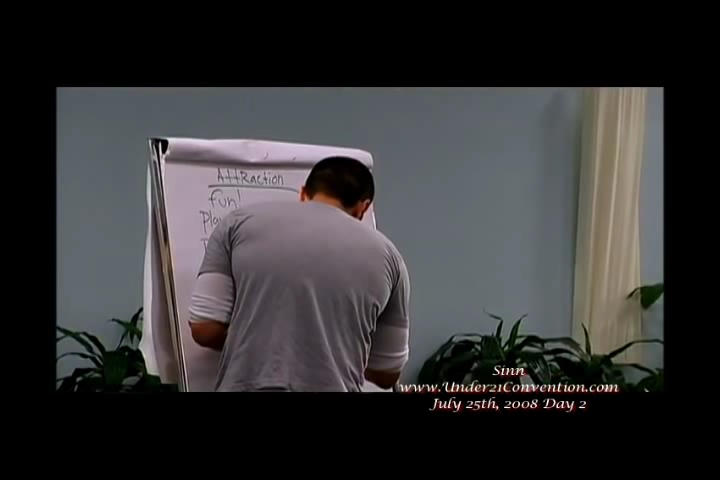 AttRaction
fun!
Sinn
www.Under21Convention.com
July 25th, 2008 Day 2